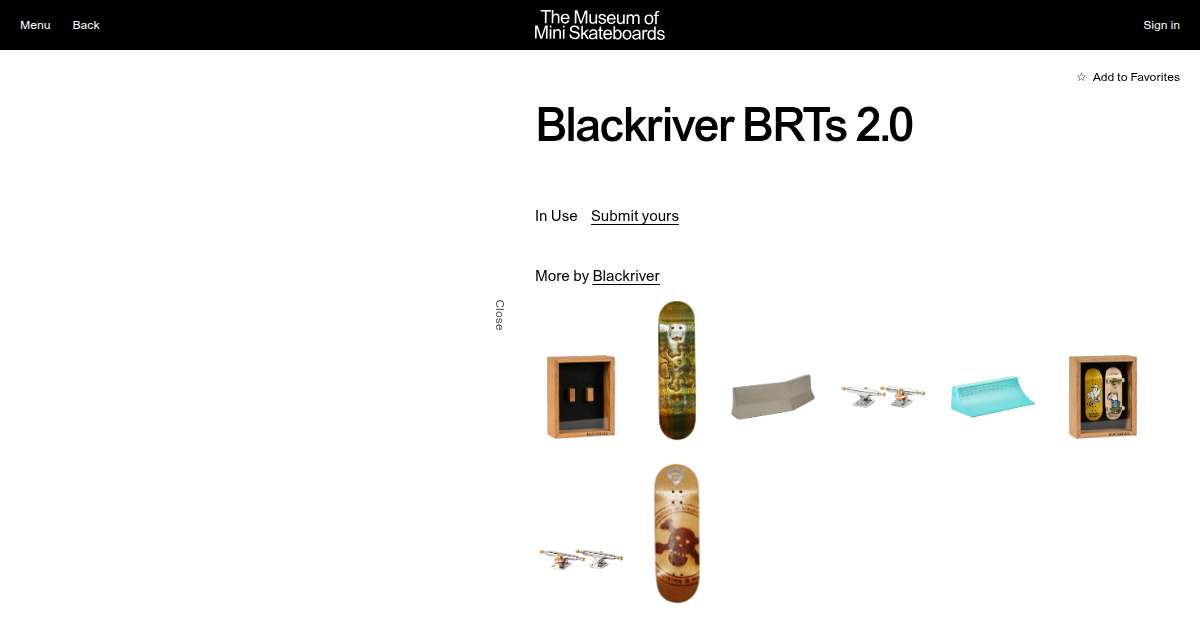 Menu
Back
The Museum of
Mini Skateboards
Sign in
☆ Add to Favorites
Blackriver BRTs 2.0
In Use Submit yours
More by Blackriver
Close